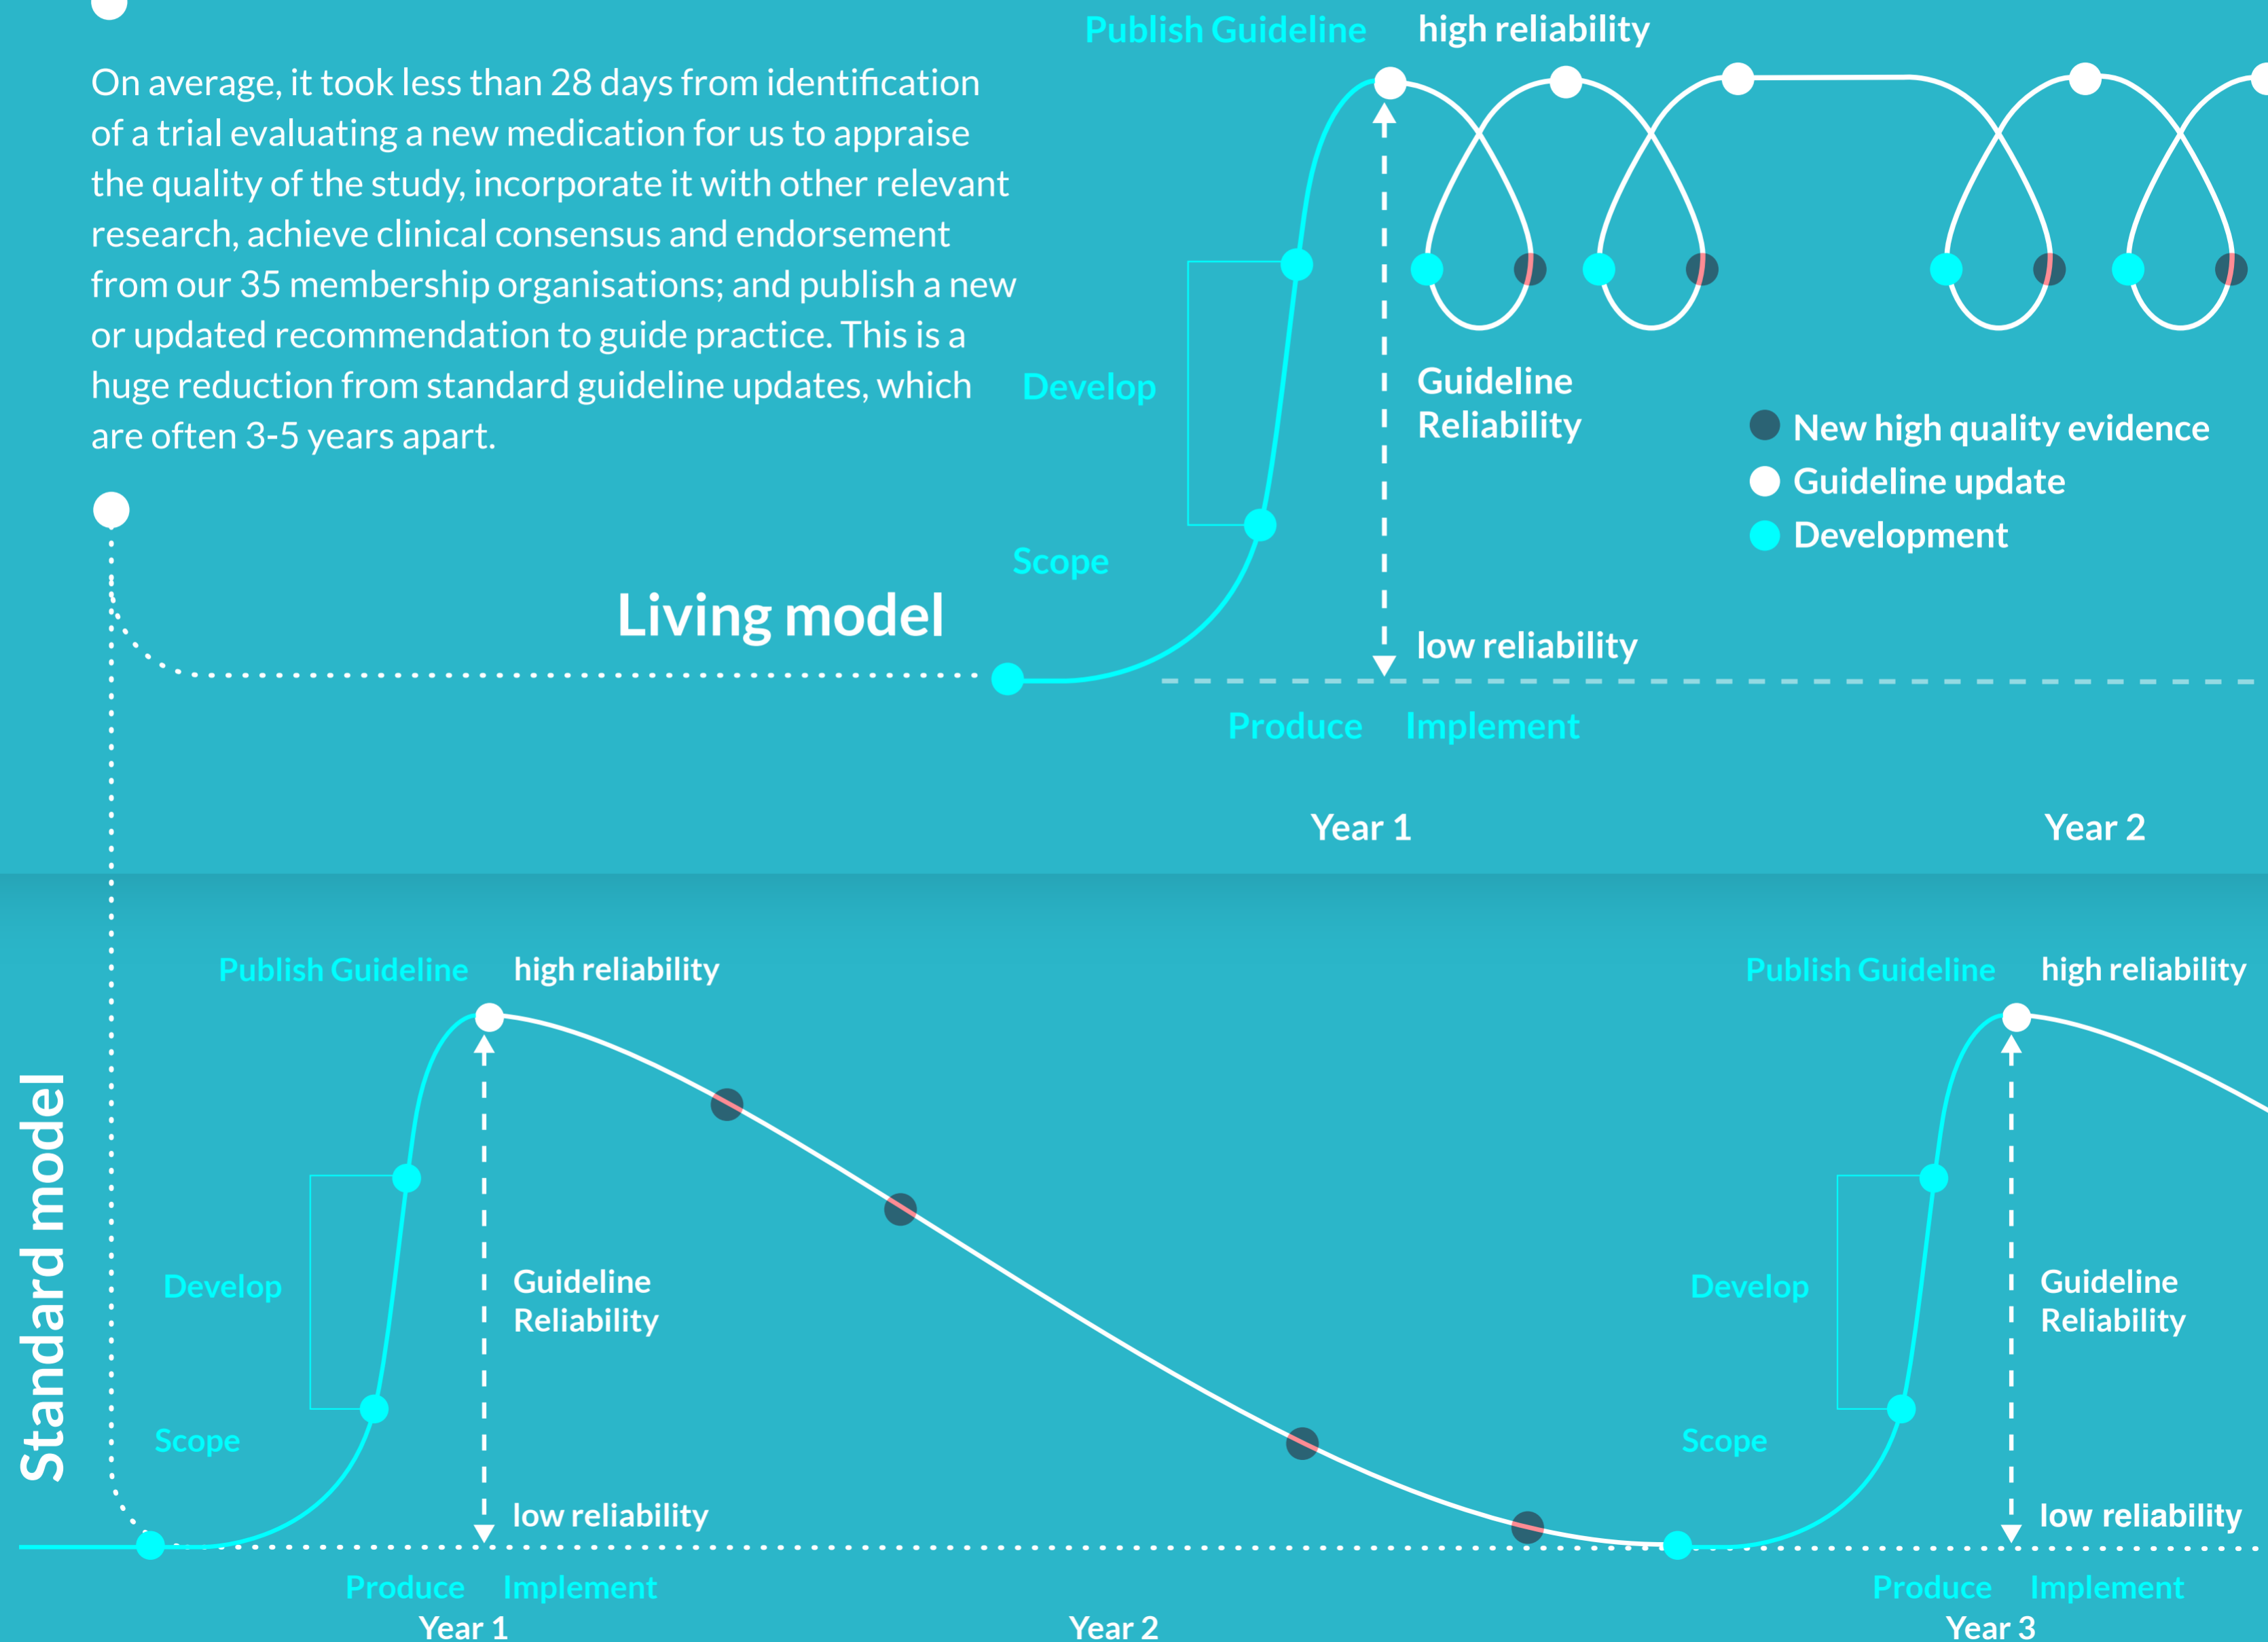 On average, it took less than 28 days from identification
of a trial evaluating a new medication for us to appraise
the quality of the study, incorporate it with other relevant
research, achieve clinical consensus and endorsement
from our 35 membership organisations; and publish a new
or updated recommendation to guide practice. This is a
huge reduction from standard guideline updates, which
are often 3-5 years apart.
Living model
Publish Guideline
high reliability
Develop
Guideline
Reliability
New high quality evidence
Guideline update
Development
Scope
low reliability
Produce
Implement
Year 1
Year 2
Standard model
Publish Guideline
high reliability
Develop
Guideline
Reliability
Scope
low reliability
Produce
Implement
Year 1
Year 2
Publish Guideline
high reliability
Develop
Guideline
Reliability
Scope
low reliability
Produce
Implement
Year 3